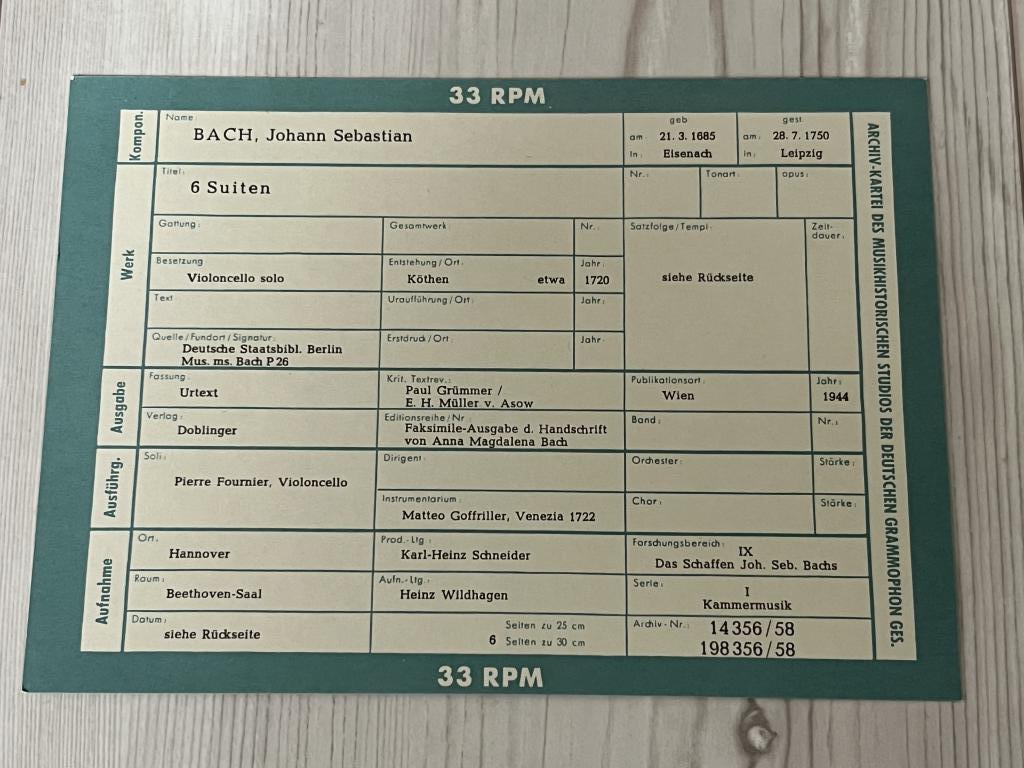 33 RPM
Kompon.
Name:
BACH, Johann Sebastian
geb
am: 21. 3. 1685
in: Eisenach
gest
am: 28. 7. 1750
in: Leipzig
Werk
Titel:
6 Suiten
Nr.:
Tonart:
opus:
Gattung:
Gesamtwerk:
Nr.:
Satzfolge/Tempi:
siehe Rückseite
Zeit-
dauer:
Besetzung
Violoncello solo
Entstehung/Ort:
Köthen etwa
Jahr:
1720
Text
Uraufführung/Ort:
Jahr:
Quelle/Fundort/Signatur:
Deutsche Staatsbibl. Berlin
Mus. ms. Bach P 26
Erstdruck/Ort:
Jahr
Ausgabe
Fassung:
Urtext
Krit. Textrev.:
Paul Grümmer /
E. H. Müller v. Asow
Publikationsort:
Wien
Jahr:
1944
Verlag:
Doblinger
Editionsreihe/Nr.:
Faksimile-Ausgabe d. Handschrift
von Anna Magdalena Bach
Band:
Nr.:
Ausführg.
Soli:
Pierre Fournier, Violoncello
Dirigent:
Orchester:
Stärke:
Instrumentarium:
Matteo Goffriller, Venezia 1722
Chor:
Stärke:
Aufnahme
Ort:
Hannover
Prod.-Ltg.:
Karl-Heinz Schneider
Forschungsbereich:
IX
Das Schaffen Joh. Seb. Bachs
Raum:
Beethoven-Saal
Aufn.-Ltg.:
Heinz Wildhagen
Serie:
I
Kammermusik
Datum:
siehe Rückseite
Seiten zu 25 cm
6 Seiten zu 30 cm
Archiv-Nr.: 14356/58
198356/58
ARCHIV-KARTEI DES MUSIKHISTORISCHEN STUDIOS DER DEUTSCHEN GRAMMOPHON GES.
33 RPM